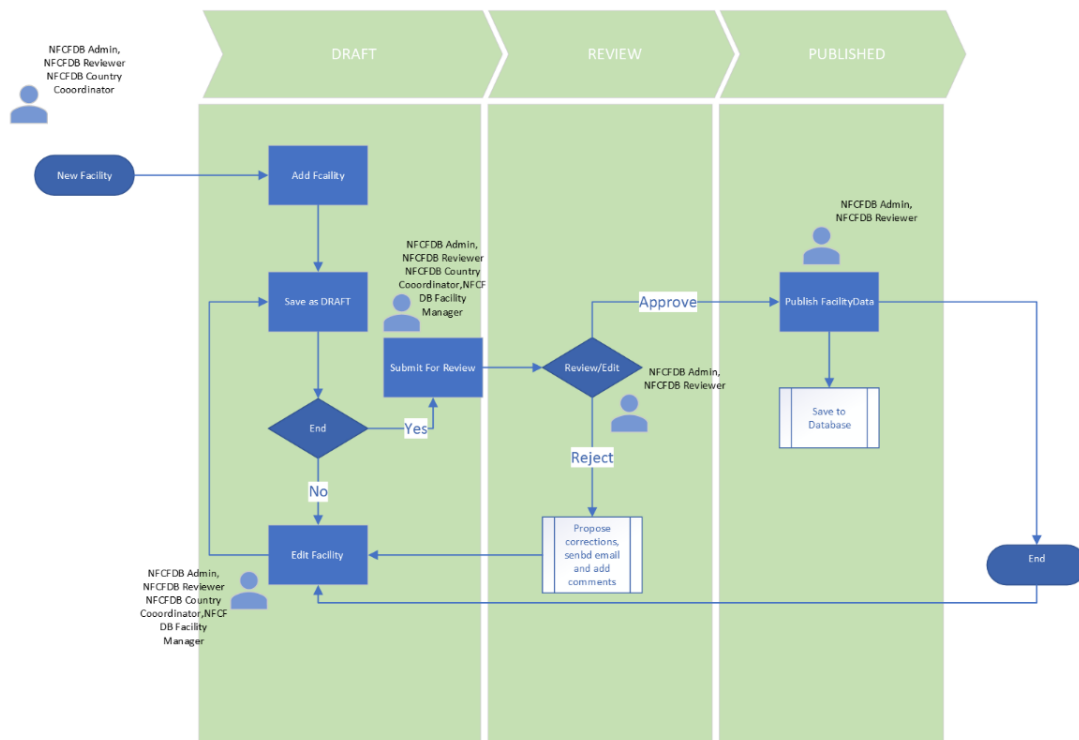 DRAFT
REVIEW
PUBLISHED
NFCFDB Admin,
NFCFDB Reviewer
NFCFDB Country
Cooordinator
New Facility
Add Fcaility
NFCFDB Admin,
NFCFDB Reviewer
NFCFDB Admin,
NFCFDB Reviewer
NFCFDB Country
Cooordinator,NFCF
DB Facility
Manager
Save as DRAFT
Approve
Publish FacilityData
Submit For Review
Review/Edit
NFCFDB Admin,
NFCFDB Reviewer
Save to
Database
End
Yes
Reject
No
Propose
corrections,
senbd email
and add
comments
Edit Facility
End
NFCFDB Admin,
NFCFDB Reviewer
NFCFDB Country
Cooordinator,NFCF
DB Facility
Manager